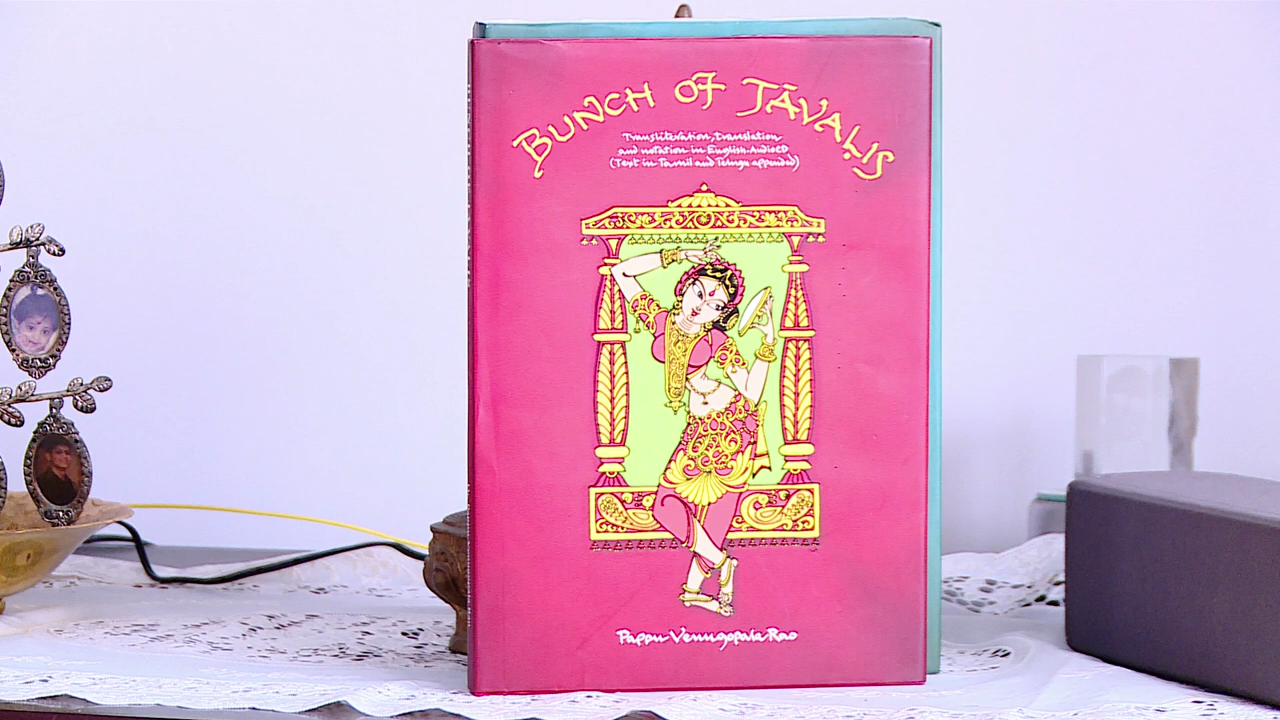 BUNCH OF JĀVAḶIS
Transliteration, translation
and notation in English-Audio CD
(Text in Tamil and Telugu appended)
Pappu Venugopala Rao